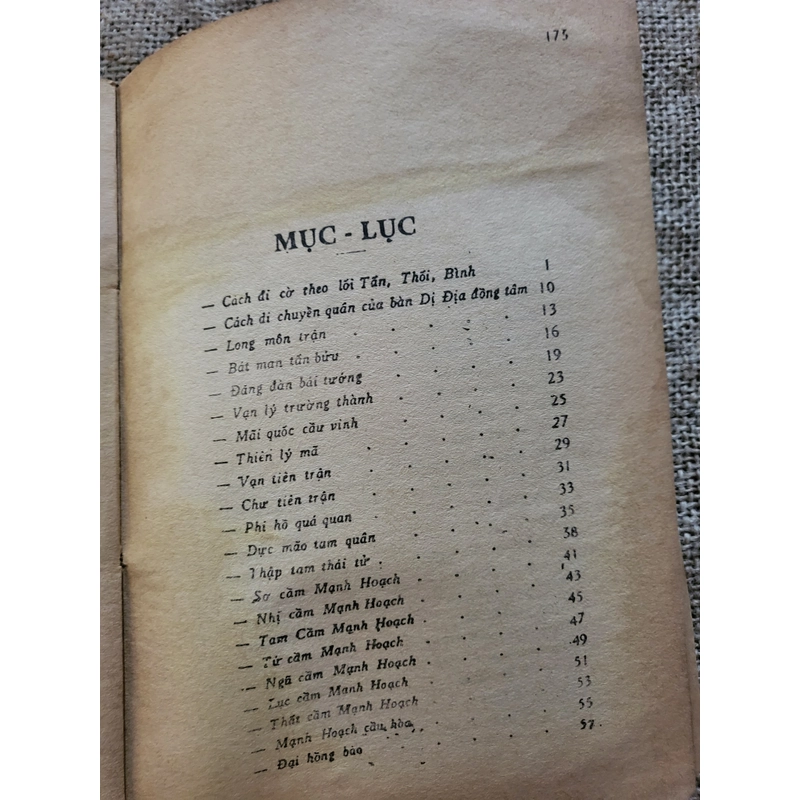 175
MỤC - LỤC
— Cách đi cờ theo lối Tấn, Thối, Bình 1
— Cách di chuyền quân của bàn Dị Địa đồng tâm 10
— Long môn trận . . . . 13
— Bát man tấn bửu . . . . 16
— Đáng đàn bái tướng . . . . 19
— Vạn lý trường thành . . . . 23
— Mãi quốc cầu vinh . . . . 25
— Thiên lý mã . . . . 27
— Vạn tiên trận . . . . 29
— Chư tiên trận . . . . 31
— Phi hồ quá quan . . . . 33
— Dực mão tam quân . . . . 35
— Thập tam thái tử . . . . 38
— Sơ cầm Mạnh Hoạch . . . . 41
— Nhị cầm Mạnh Hoạch . . . . 43
— Tam Cầm Mạnh Hoạch . . . . 45
— Tứ cầm Mạnh Hoạch . . . . 47
— Ngũ cầm Mạnh Hoạch . . . . 49
— Lục cầm Mạnh Hoạch . . . . 51
— Thất cầm Mạnh Hoạch . . . . 53
— Mạnh Hoạch cầu hòa . . . . 55
— Đại hồng bào . . . . 57